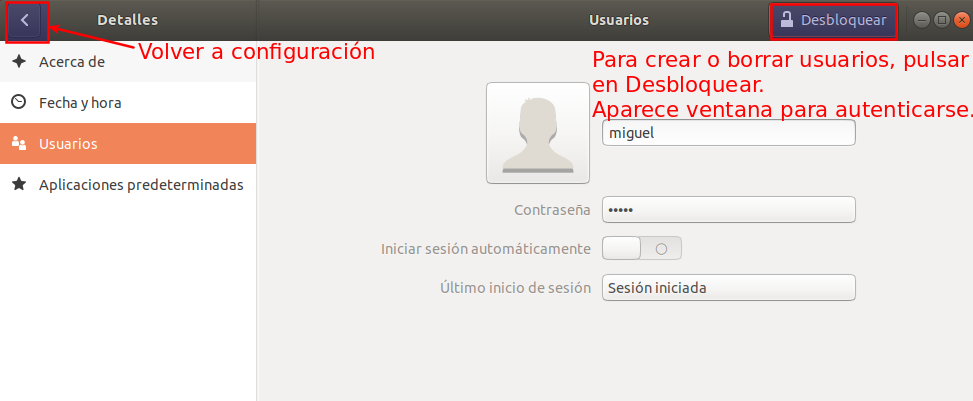 Detalles
Usuarios
Desbloquear
Volver a configuración
Acerca de
Fecha y hora
Usuarios
Aplicaciones predeterminadas
Para crear o borrar usuarios, pulsar
en Desbloquear.
Aparece ventana para autenticarse.
miguel
Contraseña •••••
Iniciar sesión automáticamente
Último inicio de sesión Sesión iniciada